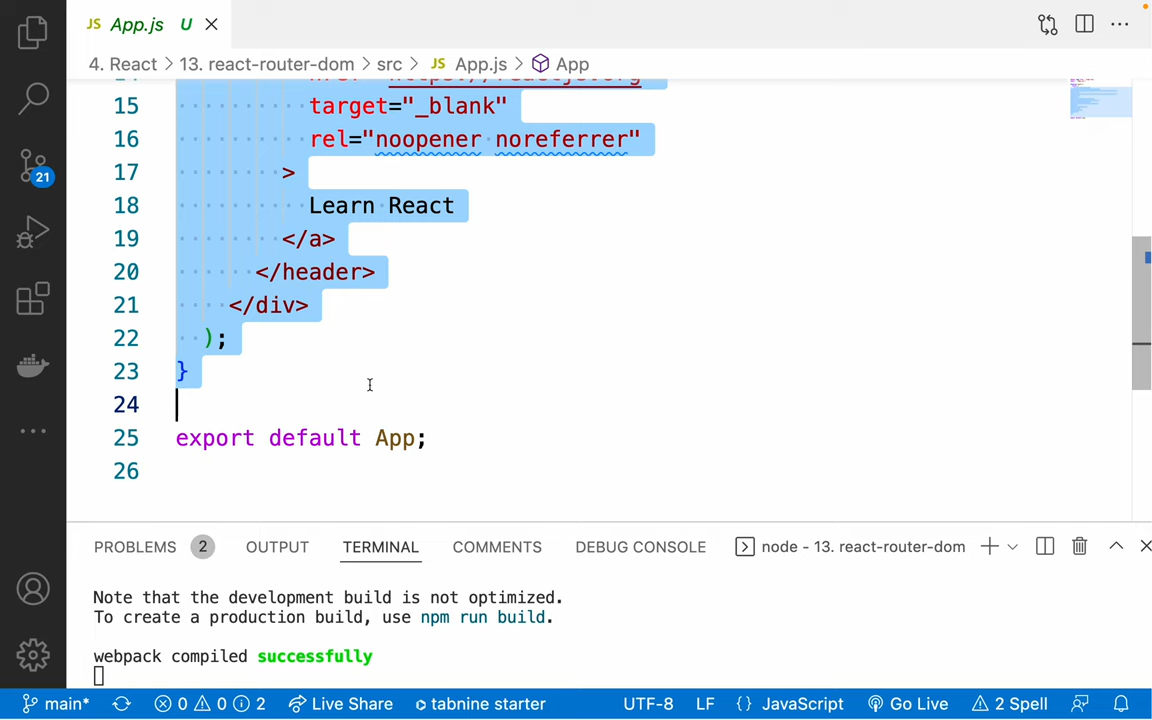 JS App.js U
4. React > 13. react-router-dom > src > JS App.js > App
15 target="_blank"
16 rel="noopener noreferrer"
17 >
18 Learn React
19 </a>
20 </header>
21 </div>
22 );
23 }
24
25 export default App;
26
21
PROBLEMS 2 OUTPUT TERMINAL COMMENTS DEBUG CONSOLE node - 13. react-router-dom
Note that the development build is not optimized.
To create a production build, use npm run build.
webpack compiled successfully
main* 0 0 2 Live Share tabnine starter UTF-8 LF {} JavaScript Go Live 2 Spell